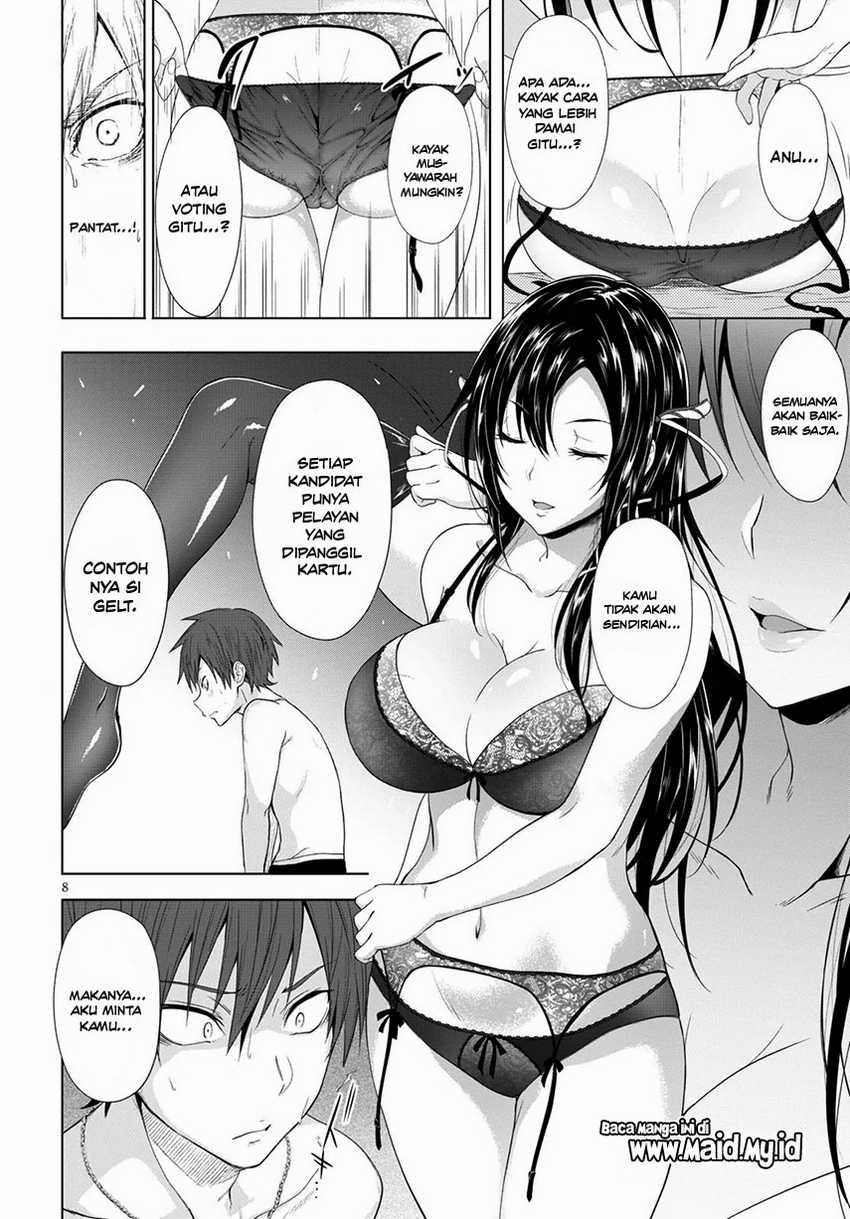 ANU...
APA ADA...
KAYAK CARA
YANG LEBIH
DAMAI
GITU...?
KAYAK
MUS-
YAWARAH
MUNGKIN?
ATAU
VOTING
GITU...?
PANTAT...!
SEMUANYA
AKAN BAIK-
BAIK SAJA.
KAMU
TIDAK AKAN
SENDIRIAN...
SETIAP
KANDIDAT
PUNYA
PELAYAN
YANG
DIPANGGIL
KARTU.
CONTOH
NYA SI
GELT.
8
MAKANYA...
AKU MINTA
KAMU...
Baca Manga ini di
www.Maid.My.id